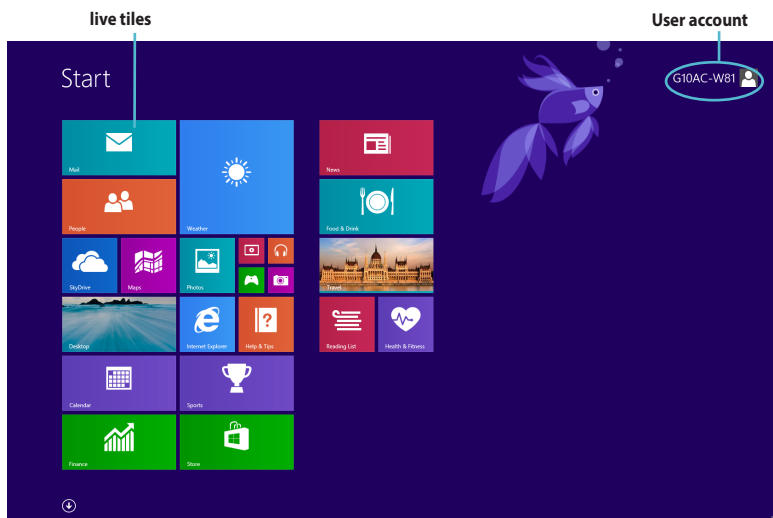 live tiles
User account
Start
G10AC-W81
Mail
People
Weather
SkyDrive
Maps
Photos
Desktop
Internet Explorer
Help & Tips
Calendar
Sports
Finance
Store
News
Food & Drink
Travel
Reading List
Health & Fitness